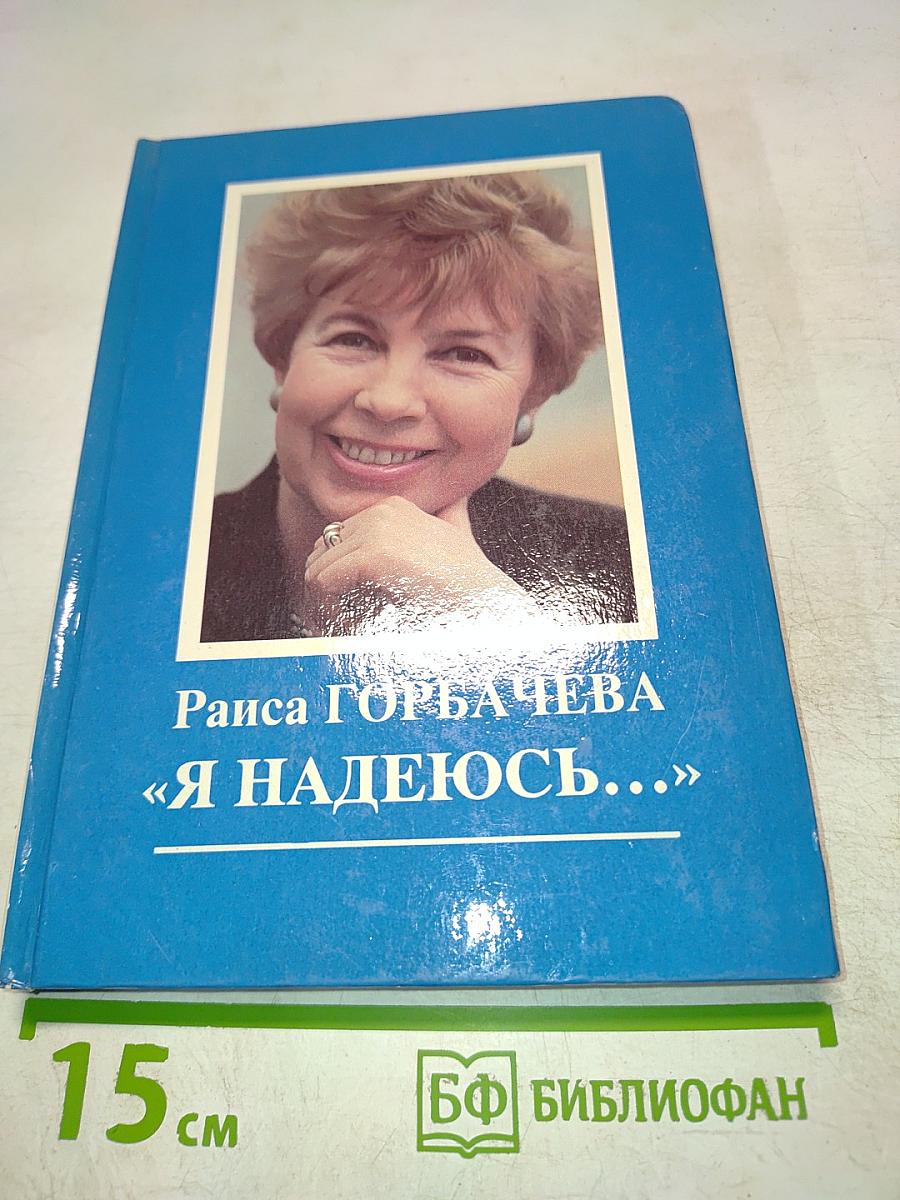 Раиса ГОРБАЧЕВА
«Я НАДЕЮСЬ...»
15 см
БФ БИБЛИОФАН